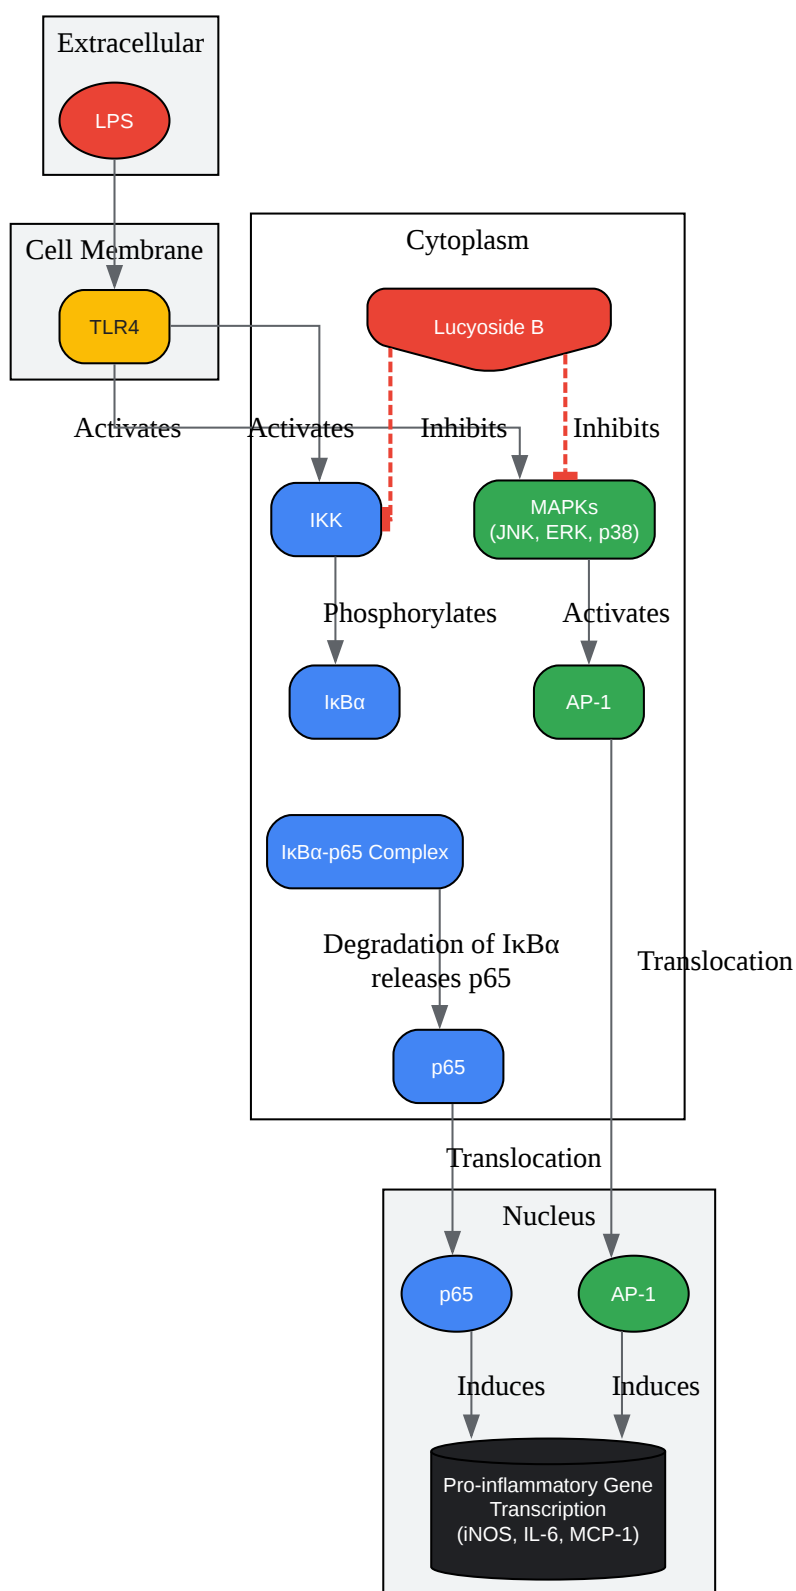 Extracellular
LPS
Cell Membrane
TLR4
Cytoplasm
Lucyoside B
Activates
Activates
Inhibits
Inhibits
IKK
MAPKs
(JNK, ERK, p38)
Phosphorylates
Activates
IκBα
AP-1
IκBα-p65 Complex
Degradation of IκBα
releases p65
Translocation
p65
Translocation
Nucleus
p65
AP-1
Induces
Induces
Pro-inflammatory Gene
Transcription
(iNOS, IL-6, MCP-1)